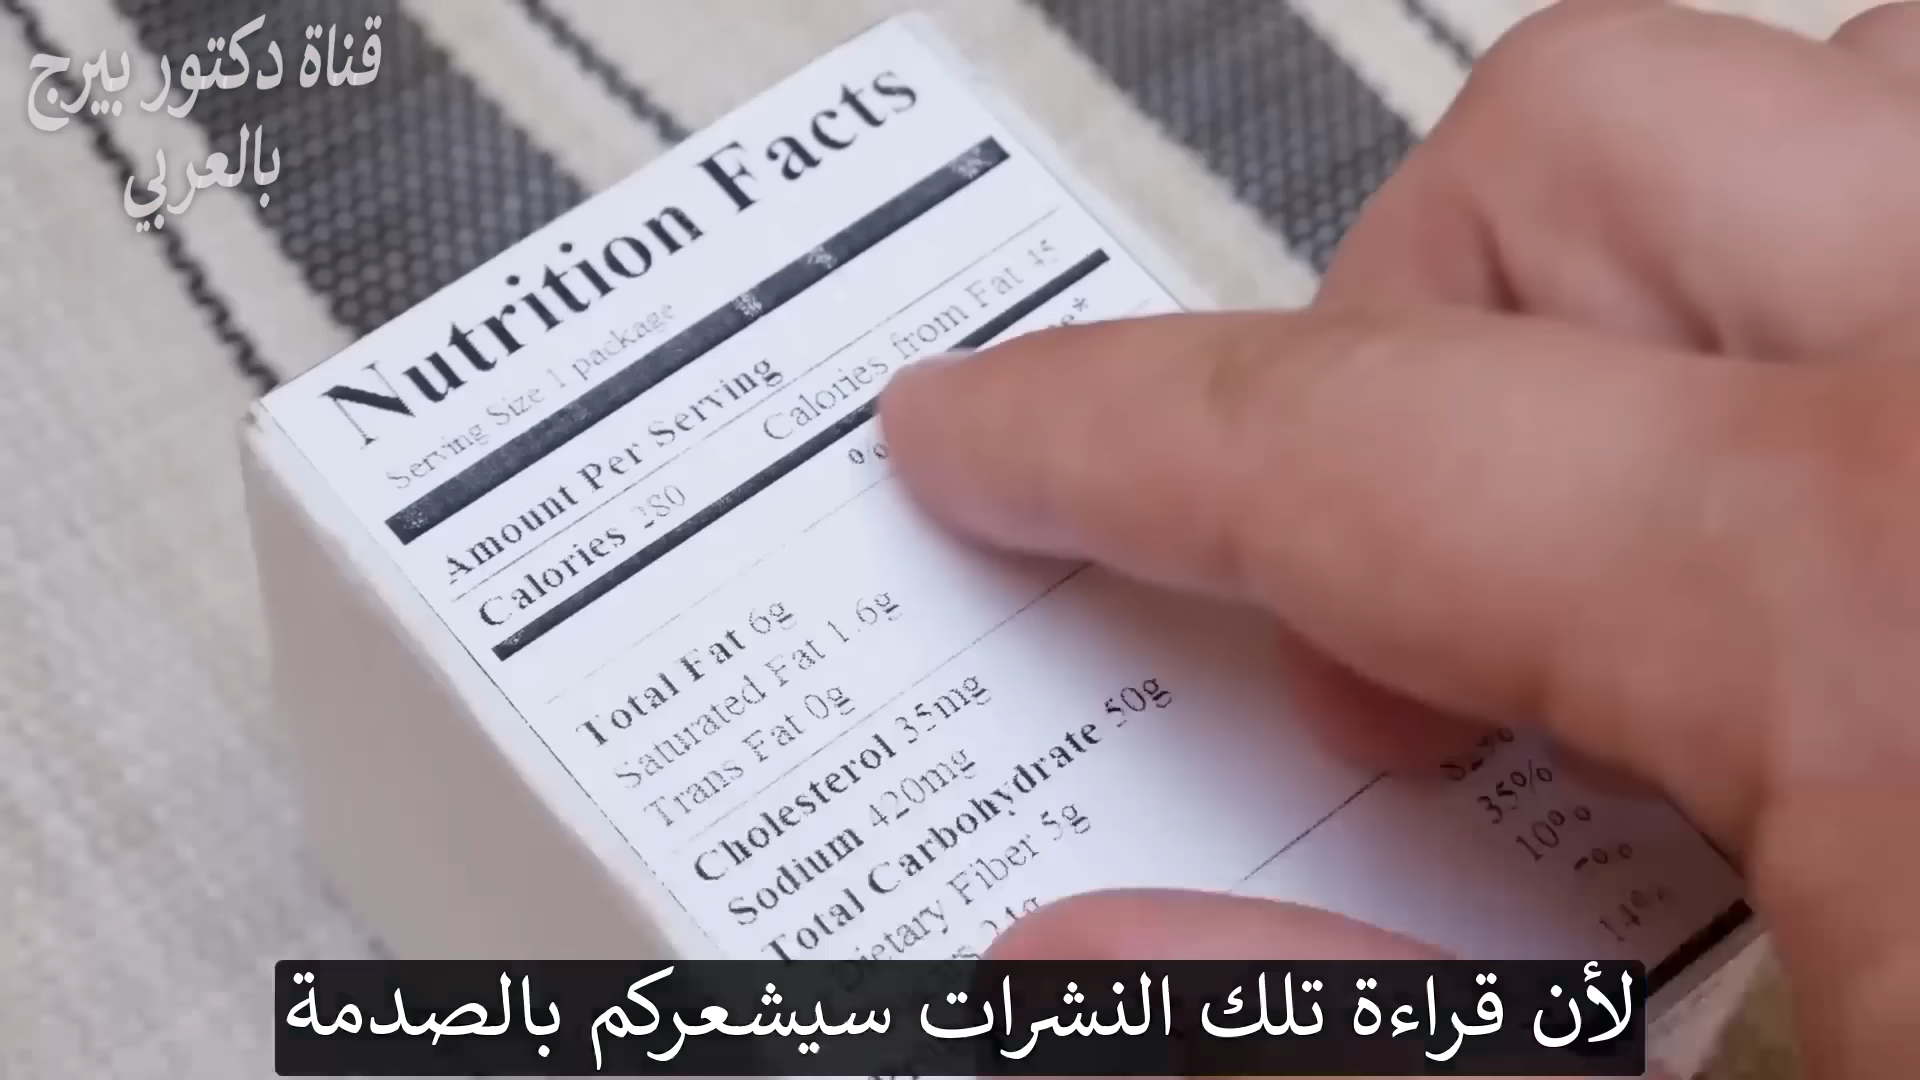 قناة دكتور بيرج
بالعربي
Nutrition Facts
Serving Size 1 package
Amount Per Serving
Calories 280 Calories from Fat 45
%
Total Fat 6g
Saturated Fat 1.6g
Trans Fat 0g
Cholesterol 35mg
Sodium 420mg
Total Carbohydrate 50g
Dietary Fiber 5g
35%
10%
14%
لأن قراءة تلك النشرات سيشعركم بالصدمة